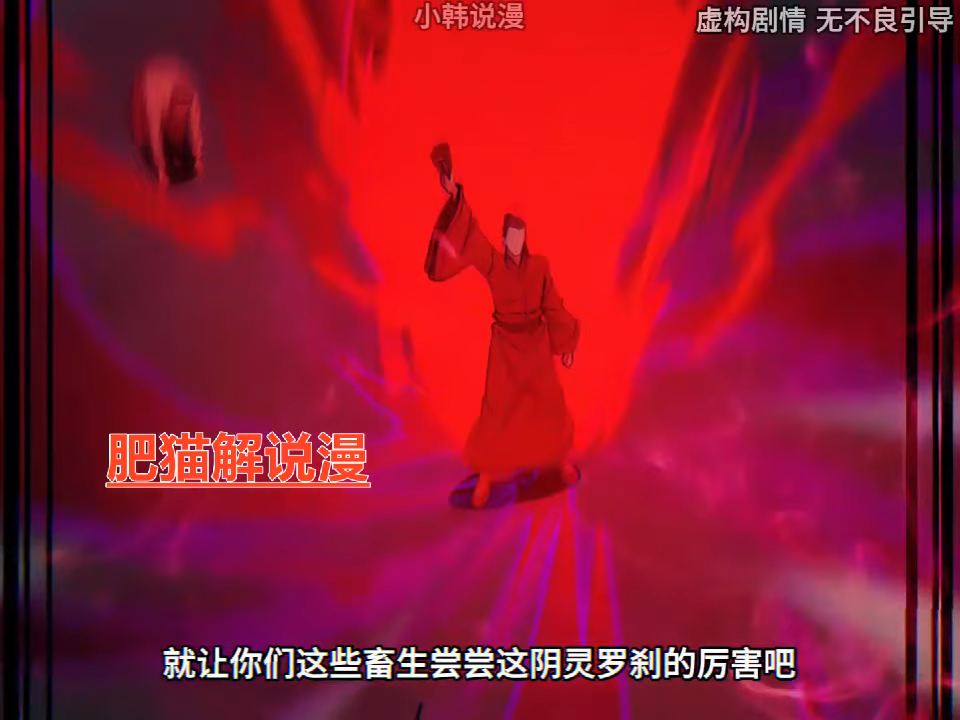 小韩说漫
虚构剧情 无不良引导
肥猫解说漫
就让你们这些畜生尝尝这阴灵罗刹的厉害吧